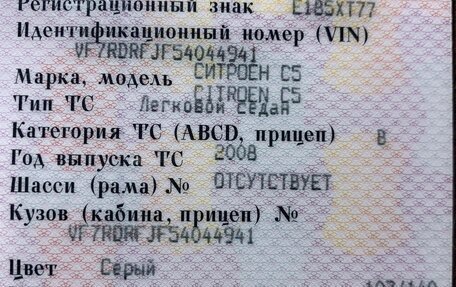 Регистрационный знак Е185ХТ77
Идентификационный номер (VIN)
VF7RDRFJF54044941
Марка, модель СИТРОЕН С5
CITROEN C5
Тип ТС Легковой седан
Категория ТС (ABCD, прицеп) В
Год выпуска ТС 2008
Шасси (рама) № ОТСУТСТВУЕТ
Кузов (кабина, прицеп) №
VF7RDRFJF54044941
Цвет Серый